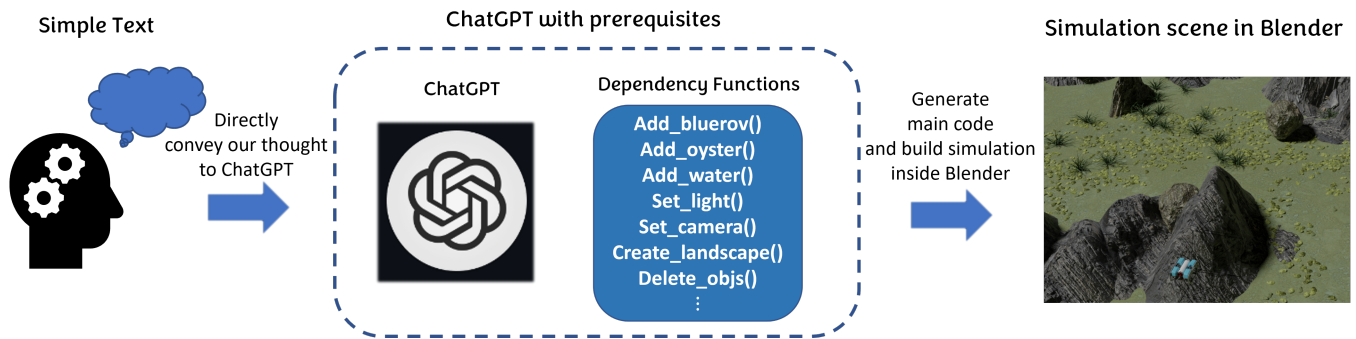 Simple Text
Directly
convey our thought
to ChatGPT
ChatGPT with prerequisites
ChatGPT
Dependency Functions
Add_bluerov()
Add_oyster()
Add_water()
Set_light()
Set_camera()
Create_landscape()
Delete_objs()
⋮
Generate
main code
and build simulation
inside Blender
Simulation scene in Blender